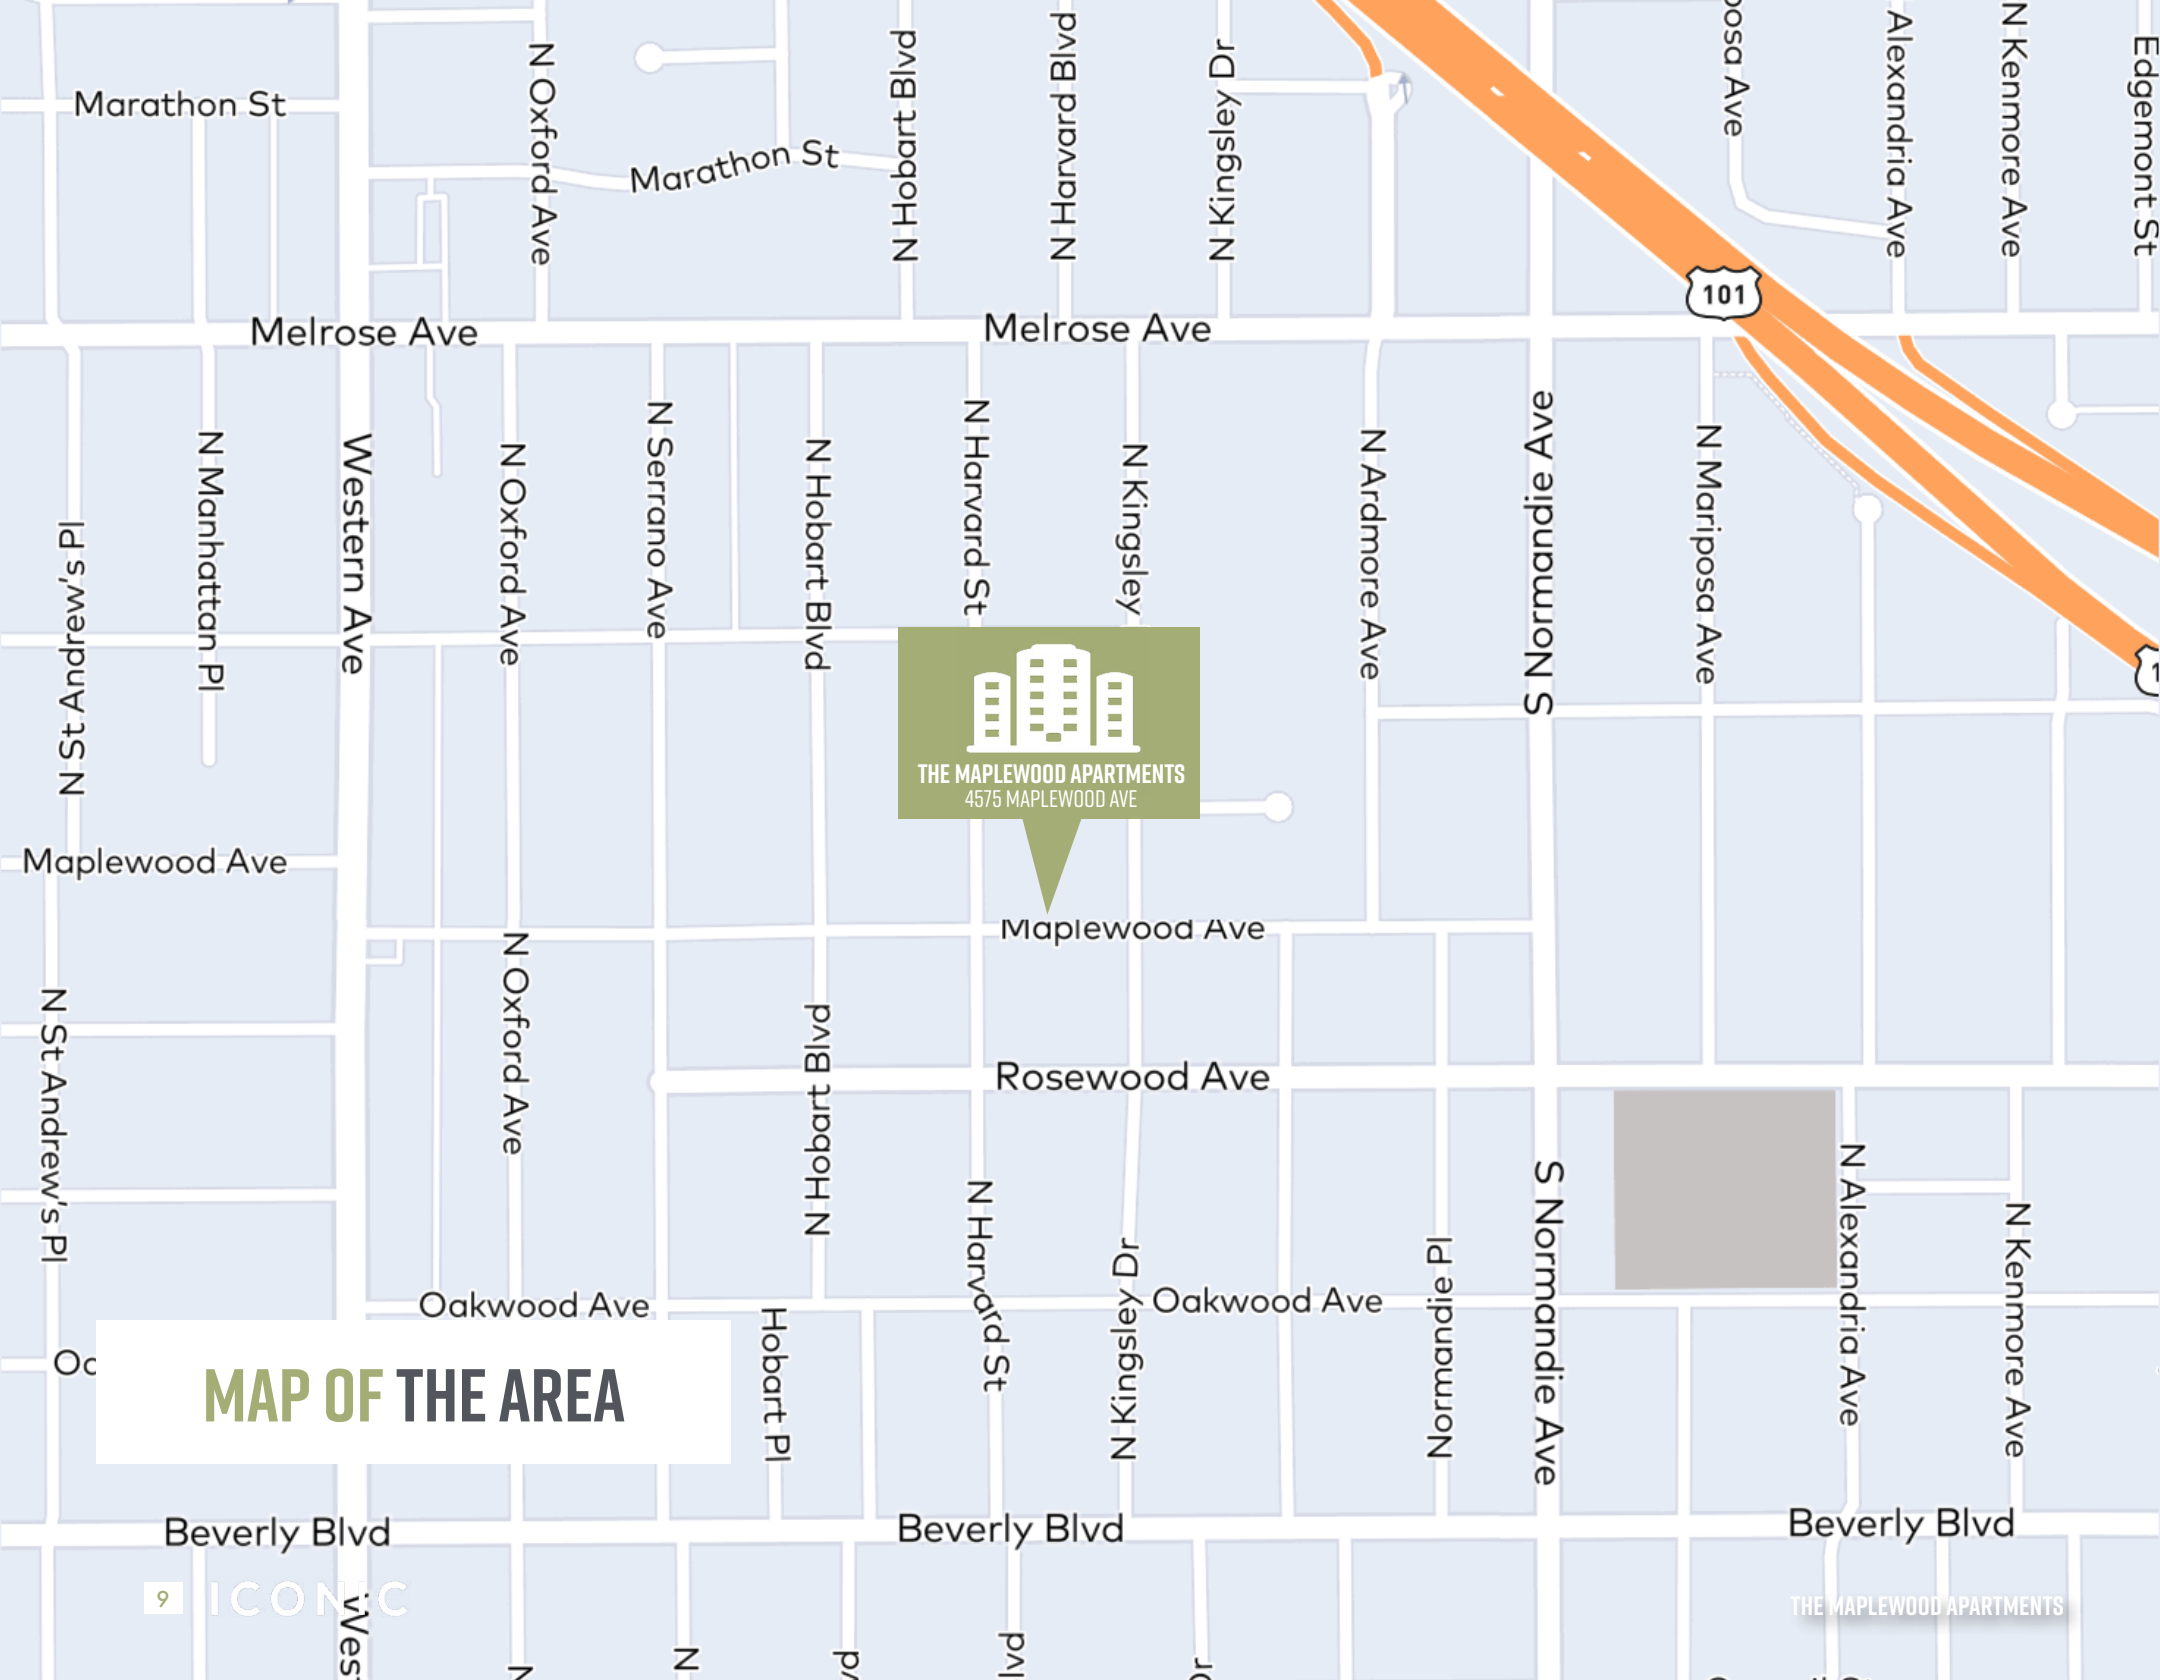 N Oxford Ave
N Hobart Blvd
N Harvard Blvd
N Kingsley Dr
osa Ave
Alexandria Ave
N Kenmore Ave
Edgemont St
Marathon St
Marathon St
101
Melrose Ave
Melrose Ave
N St Andrew's Pl
N Manhattan Pl
Western Ave
N Oxford Ave
N Serrano Ave
N Hobart Blvd
N Harvard St
N Kingsley
N Ardmore Ave
S Normandie Ave
N Mariposa Ave
1
THE MAPLEWOOD APARTMENTS
4575 MAPLEWOOD AVE
Maplewood Ave
Maplewood Ave
N St Andrew's Pl
N Oxford Ave
N Hobart Blvd
Rosewood Ave
N Harvard St
N Kingsley Dr
Normandie Pl
S Normandie Ave
N Alexandria Ave
N Kenmore Ave
Oakwood Ave
Oakwood Ave
Hobart Pl
MAP OF THE AREA
Beverly Blvd
Beverly Blvd
Beverly Blvd
9 ICONIC
THE MAPLEWOOD APARTMENTS
N
N